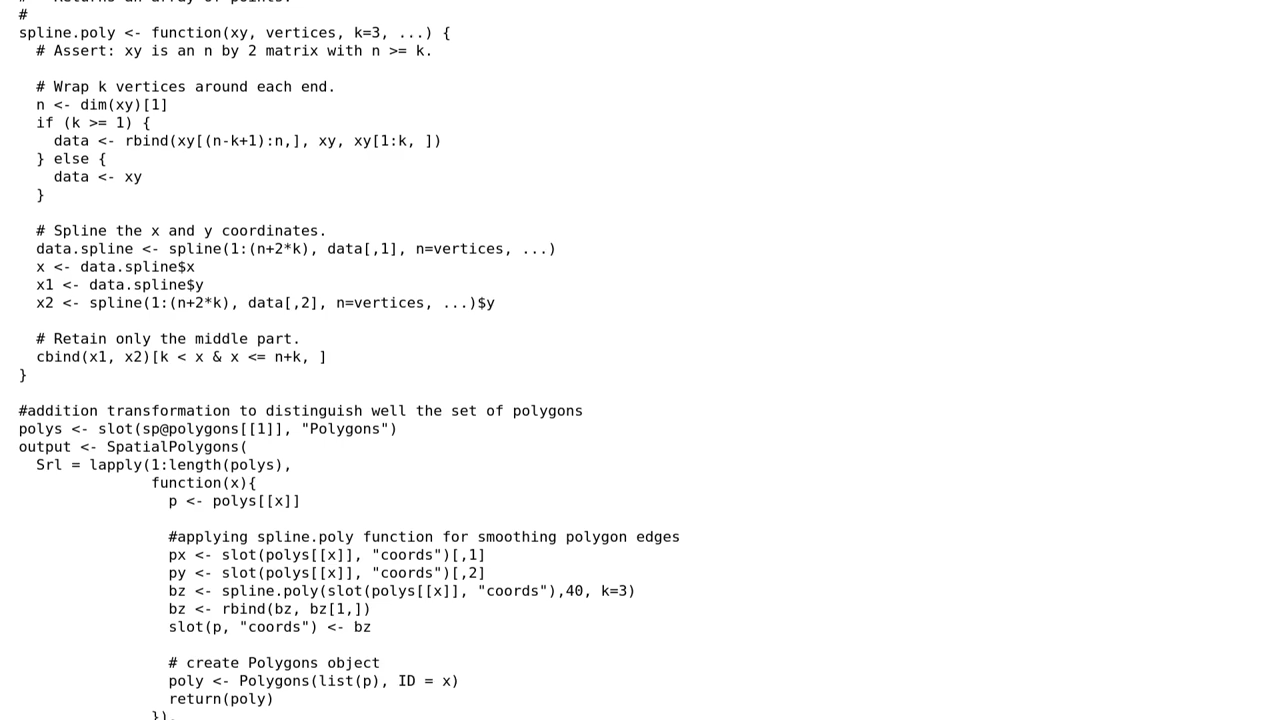 #   Returns an array of points.
#
spline.poly <- function(xy, vertices, k=3, ...) {
  # Assert: xy is an n by 2 matrix with n >= k.

  # Wrap k vertices around each end.
  n <- dim(xy)[1]
  if (k >= 1) {
    data <- rbind(xy[(n-k+1):n,], xy, xy[1:k, ])
  } else {
    data <- xy
  }

  # Spline the x and y coordinates.
  data.spline <- spline(1:(n+2*k), data[,1], n=vertices, ...)
  x <- data.spline$x
  x1 <- data.spline$y
  x2 <- spline(1:(n+2*k), data[,2], n=vertices, ...)$y

  # Retain only the middle part.
  cbind(x1, x2)[k < x & x <= n+k, ]
}

#addition transformation to distinguish well the set of polygons
polys <- slot(sp@polygons[[1]], "Polygons")
output <- SpatialPolygons(
  Srl = lapply(1:length(polys),
               function(x){
                 p <- polys[[x]]

                 #applying spline.poly function for smoothing polygon edges
                 px <- slot(polys[[x]], "coords")[,1]
                 py <- slot(polys[[x]], "coords")[,2]
                 bz <- spline.poly(slot(polys[[x]], "coords"),40, k=3)
                 bz <- rbind(bz, bz[1,])
                 slot(p, "coords") <- bz

                 # create Polygons object
                 poly <- Polygons(list(p), ID = x)
                 return(poly)
               }),